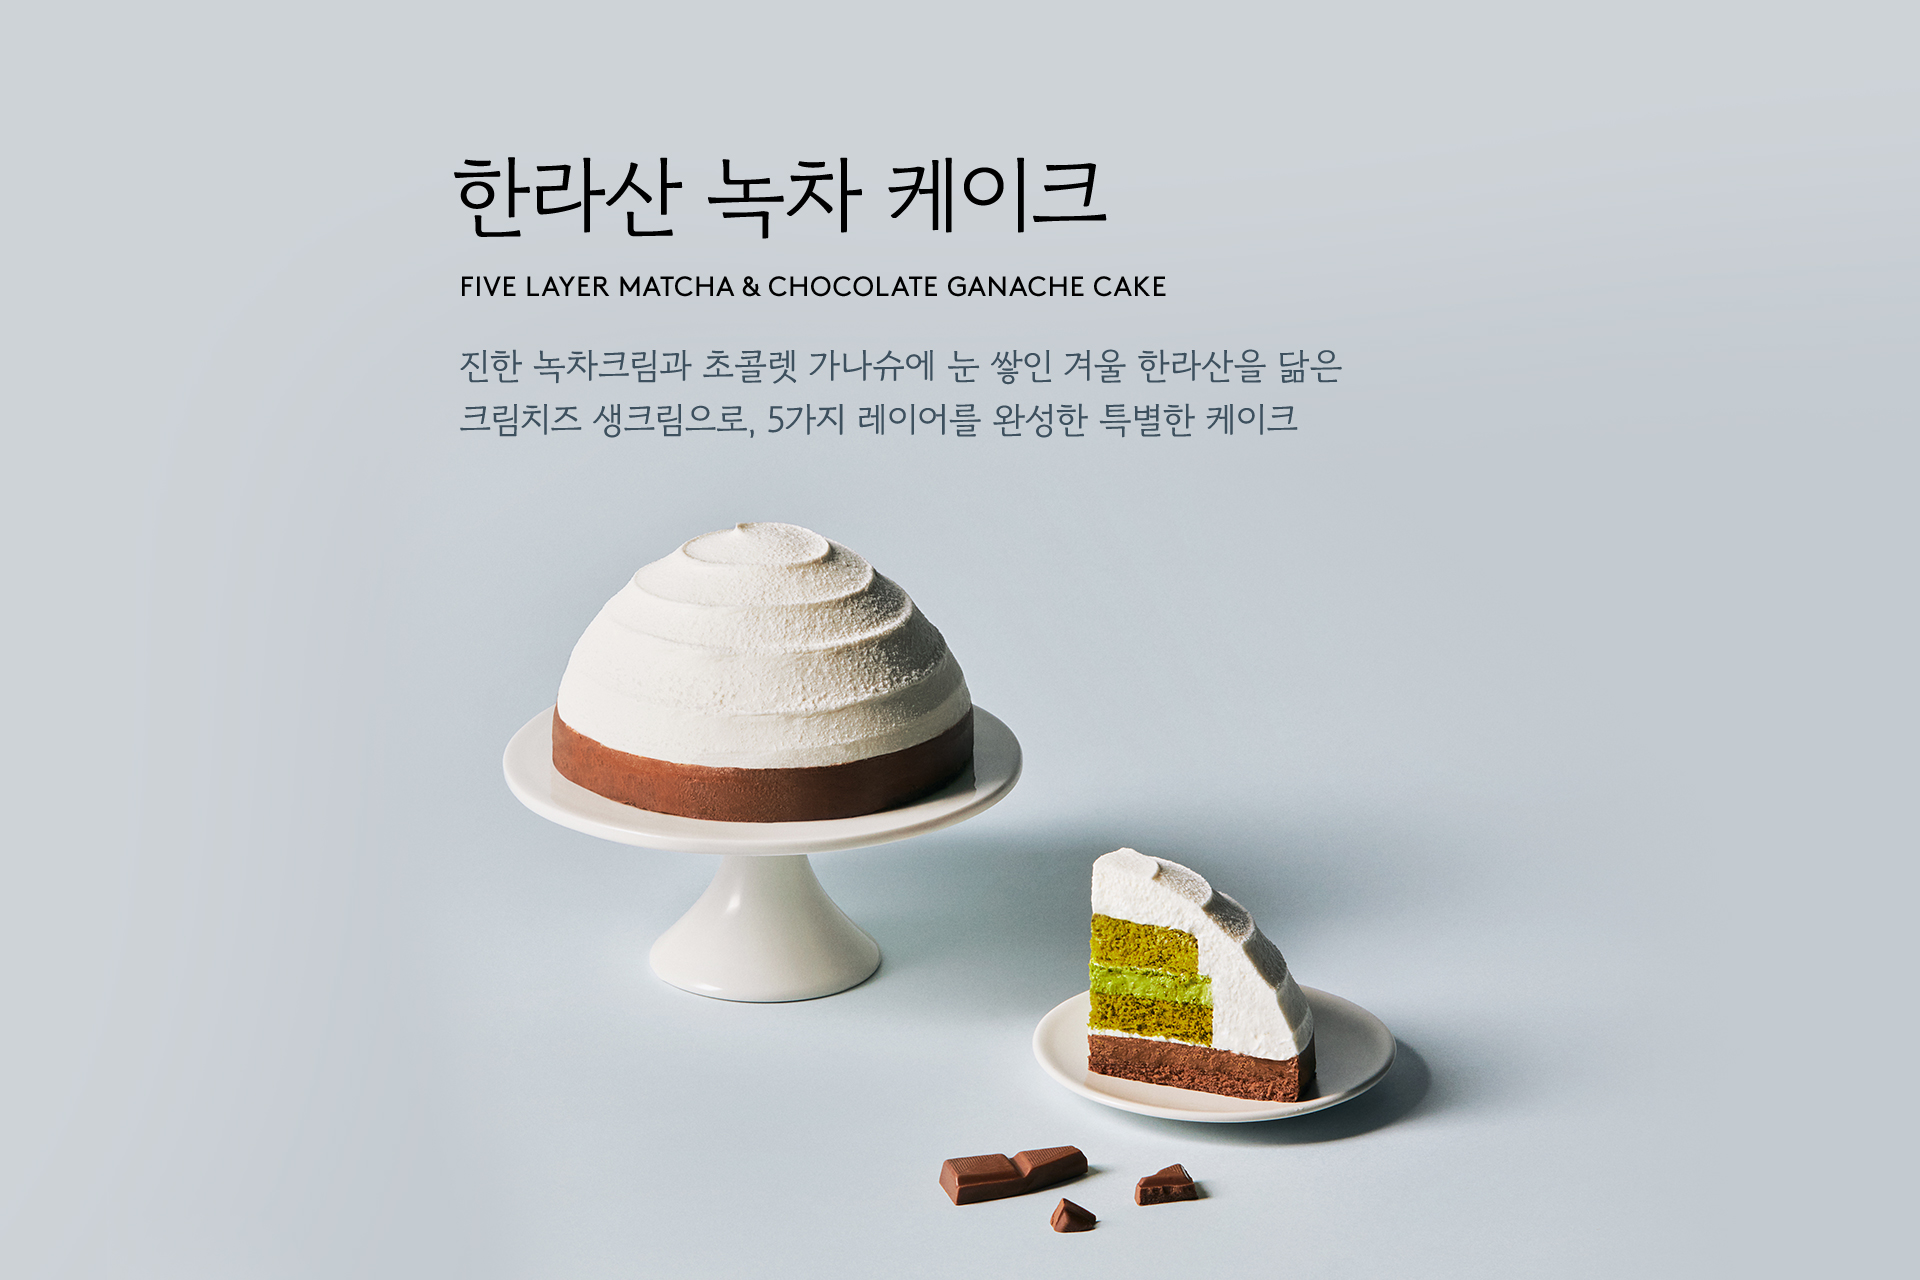 한라산 녹차 케이크
FIVE LAYER MATCHA & CHOCOLATE GANACHE CAKE
진한 녹차크림과 초콜렛 가나슈에 눈 쌓인 겨울 한라산을 닮은
크림치즈 생크림으로, 5가지 레이어를 완성한 특별한 케이크